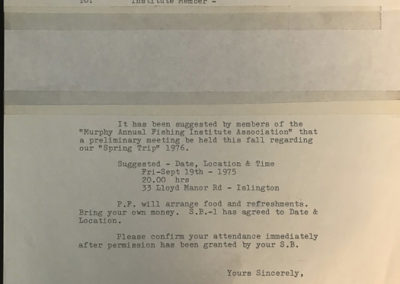 To: Institute Member -
It has been suggested by members of the
"Murphy Annual Fishing Institute Association" that
a preliminary meeting be held this fall regarding
our "Spring Trip" 1976.
Suggested - Date, Location & Time
Fri-Sept 19th - 1975
20.00 hrs
33 Lloyd Manor Rd - Islington
P.F. will arrange food and refreshments.
Bring your own money. S.B.-1 has agreed to Date &
Location.
Please confirm your attendance immediately
after permission has been granted by your S.B.
Yours Sincerely,